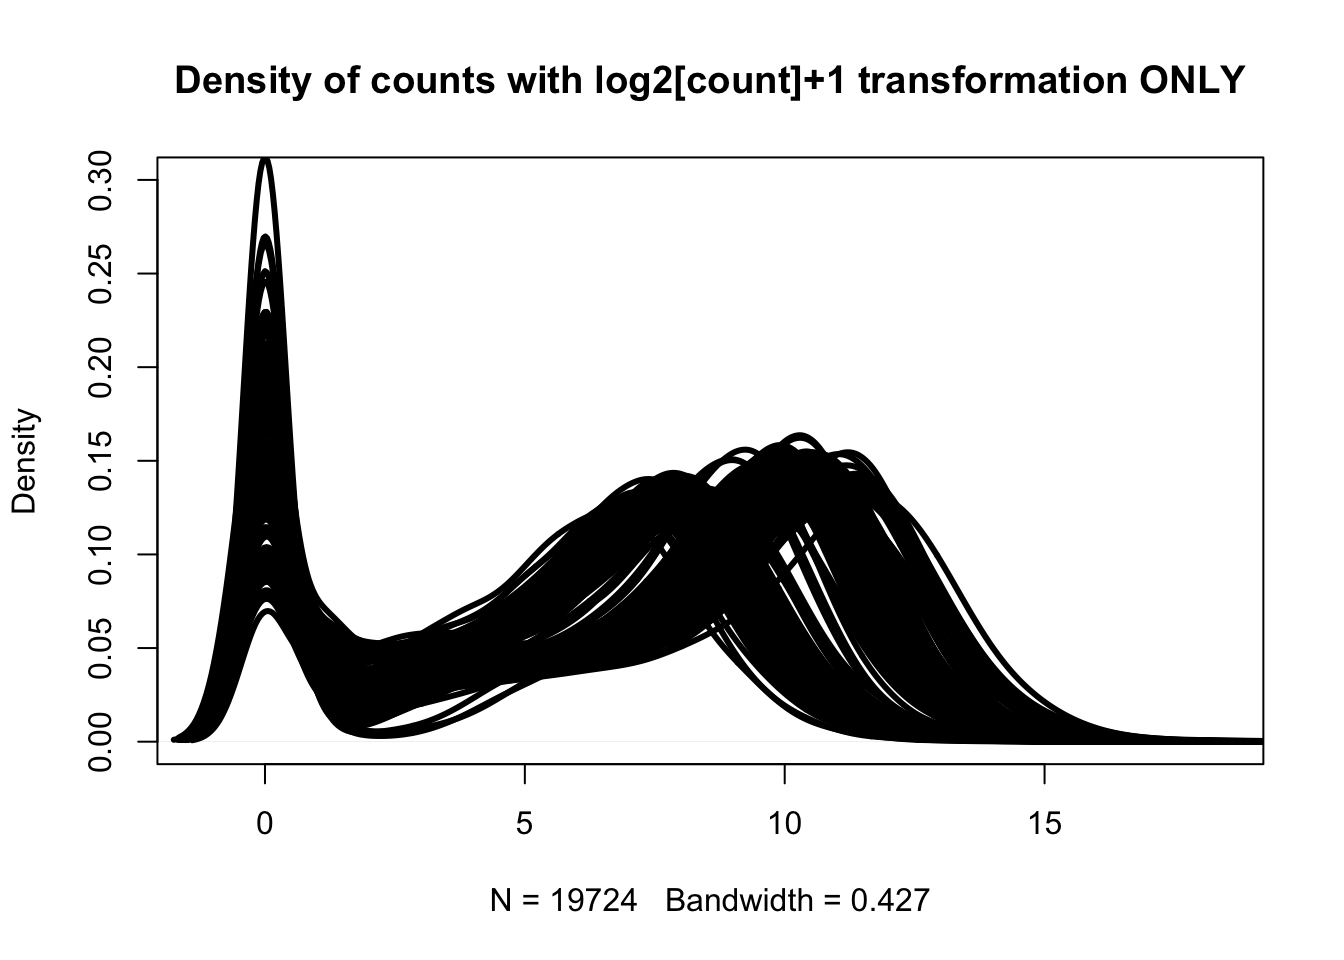 Density of counts with log2[count]+1 transformation ONLY
Density
0.30
0.25
0.20
0.15
0.10
0.05
0.00
0 5 10 15
N = 19724 Bandwidth = 0.427